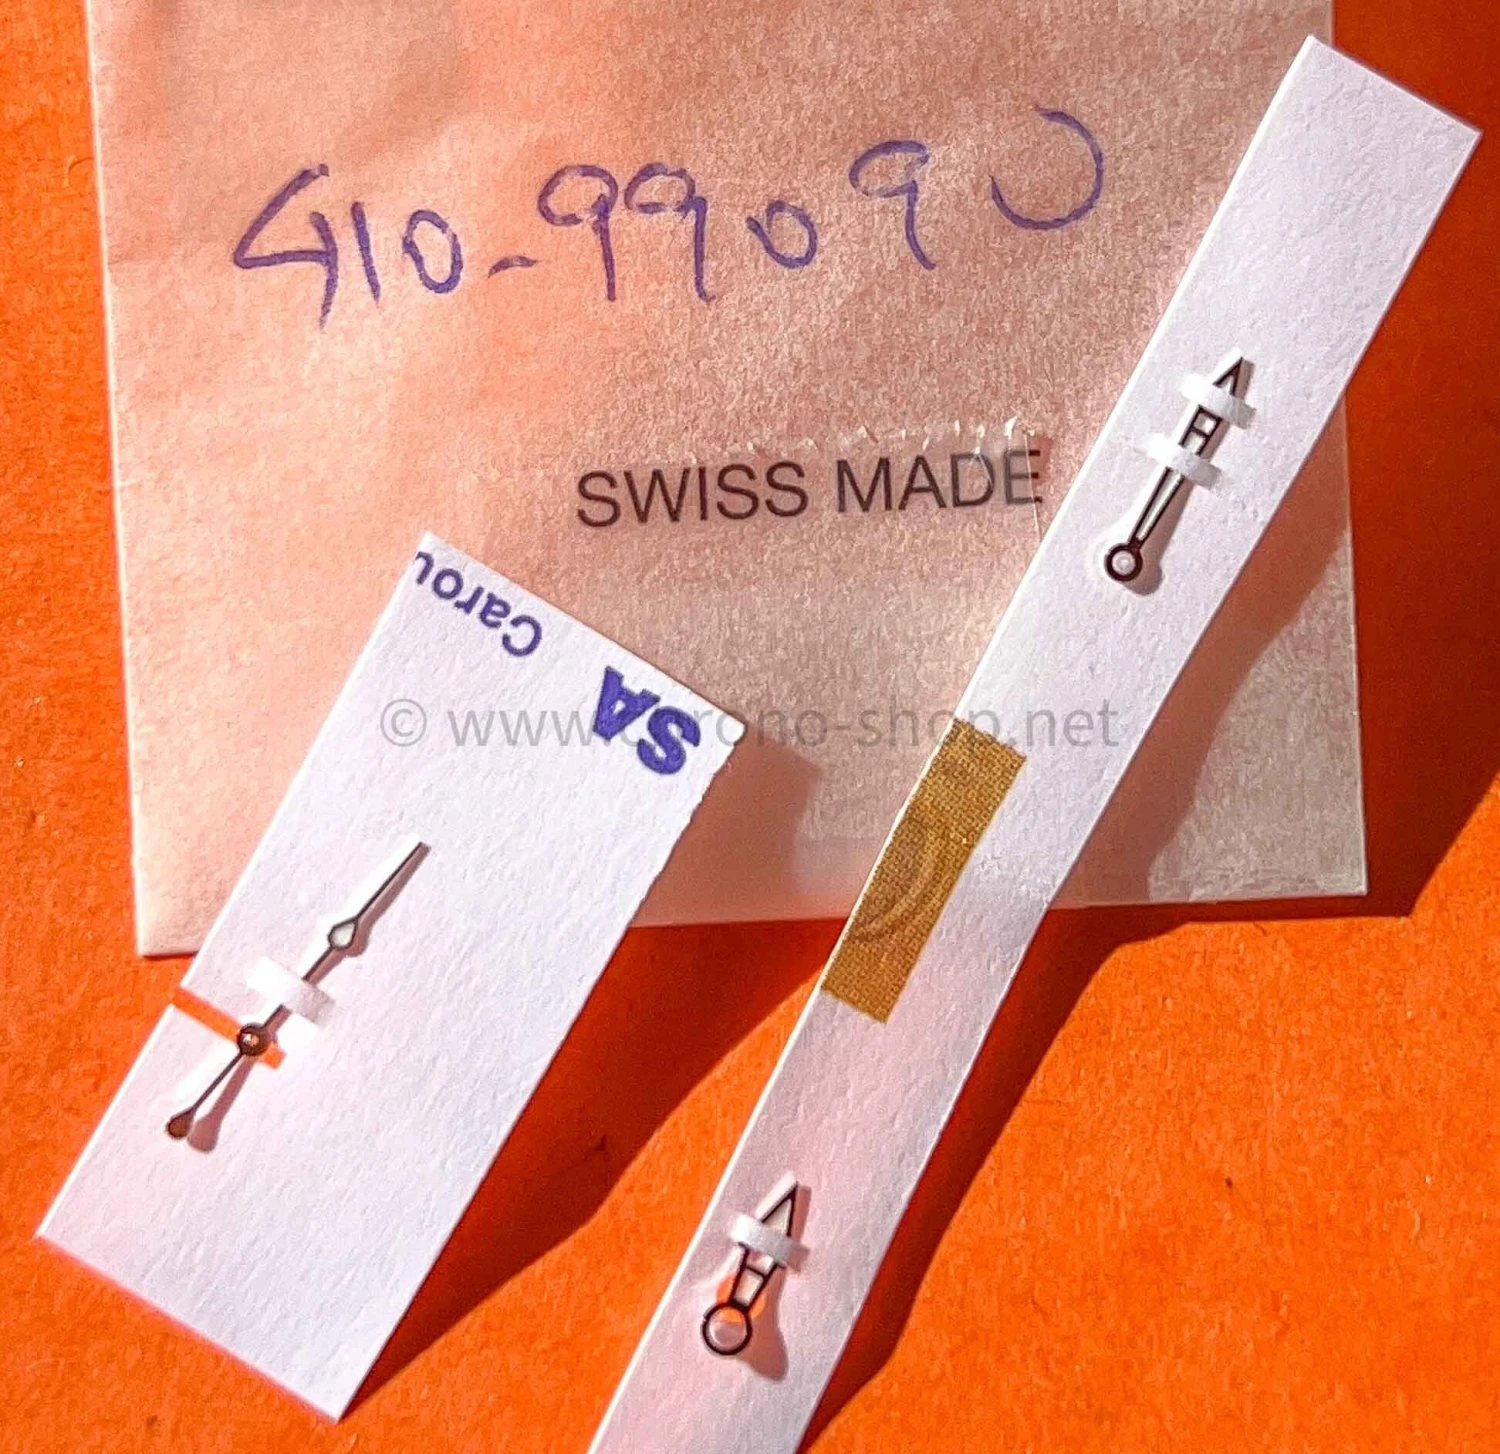 410-99090
SWISS MADE
SA
Carou
© www.chrono-shop.net